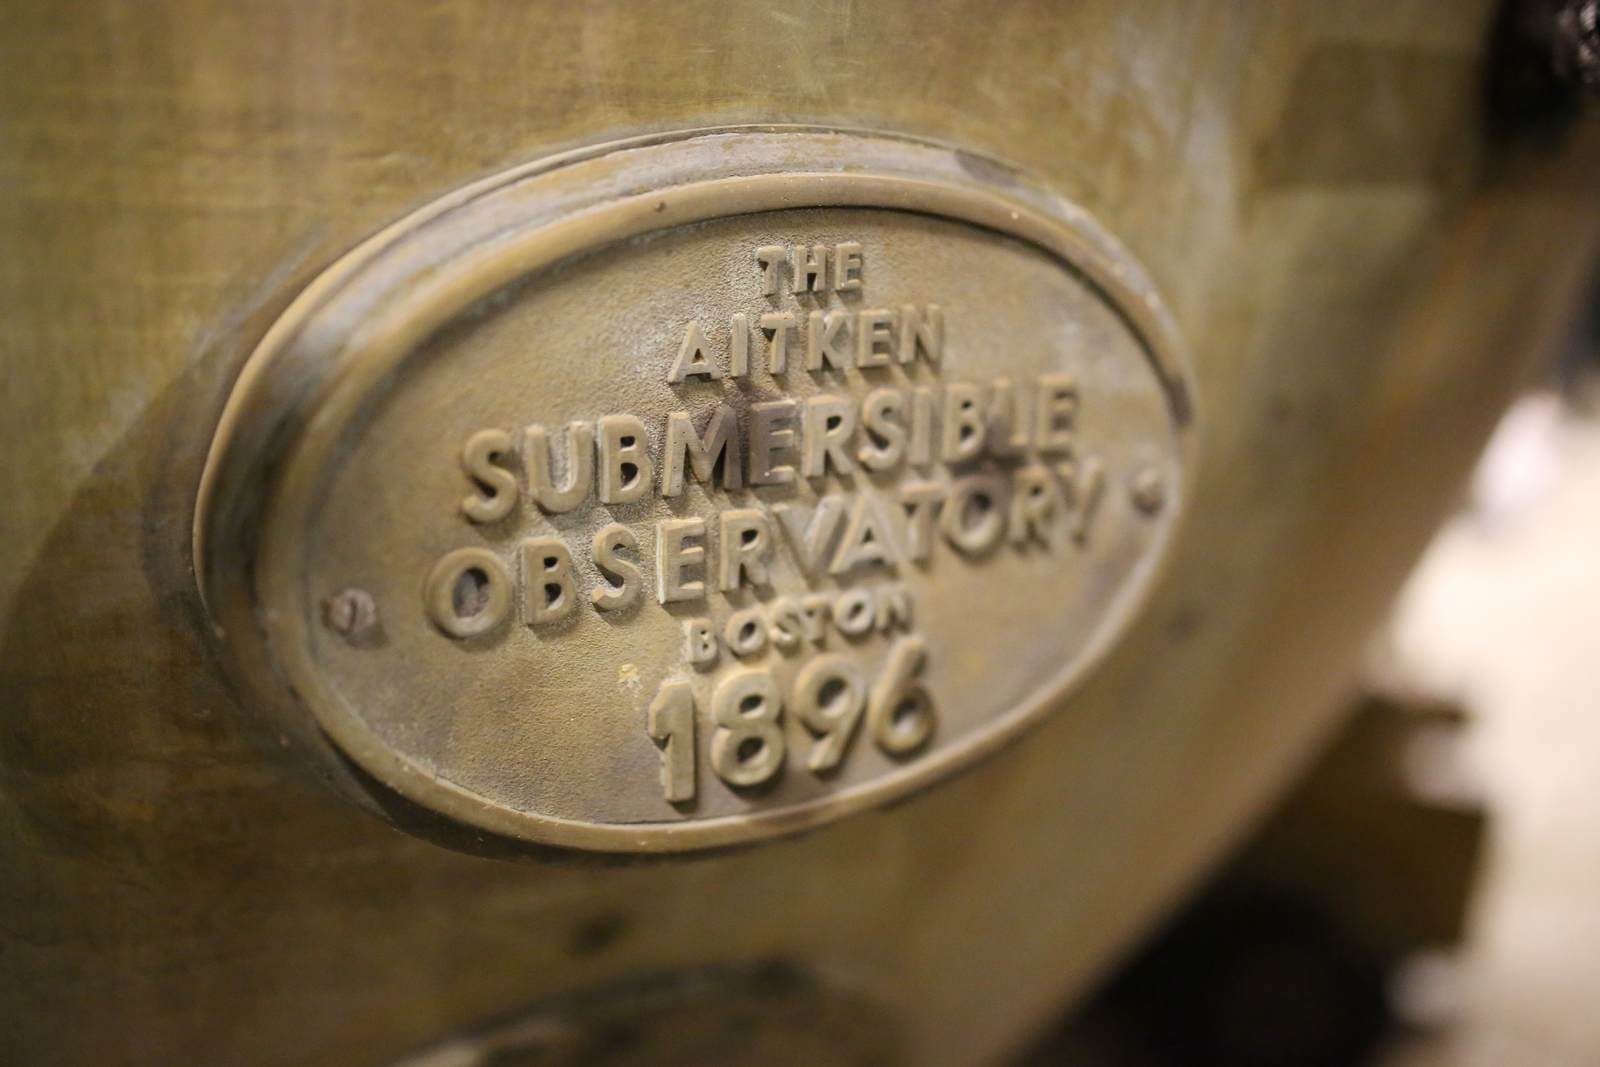 THE
AITKEN
SUBMERSIBLE
OBSERVATORY
BOSTON
1896